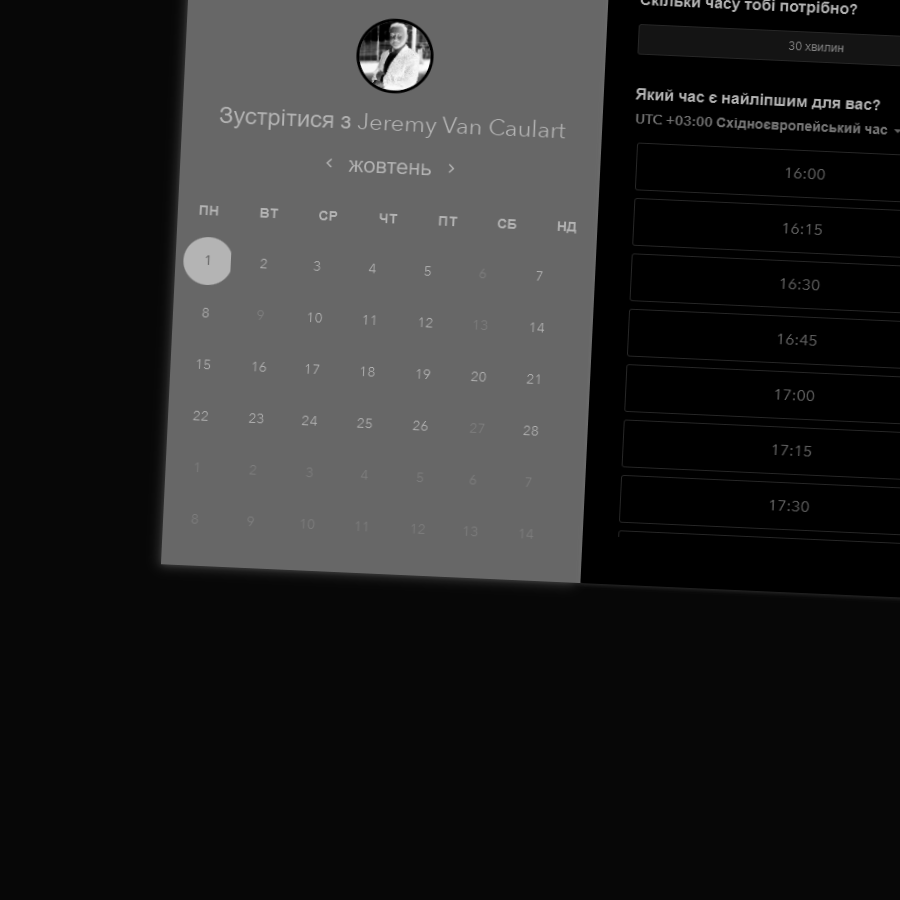 Зустрітися з Jeremy Van Caulart
жовтень
ПН ВТ СР ЧТ ПТ СБ НД
1 2 3 4 5 6 7
8 9 10 11 12 13 14
15 16 17 18 19 20 21
22 23 24 25 26 27 28
1 2 3 4 5 6 7
8 9 10 11 12 13 14
Скільки часу тобі потрібно?
30 хвилин
Який час є найліпшим для вас?
UTC +03:00 Східноєвропейський час
16:00
16:15
16:30
16:45
17:00
17:15
17:30